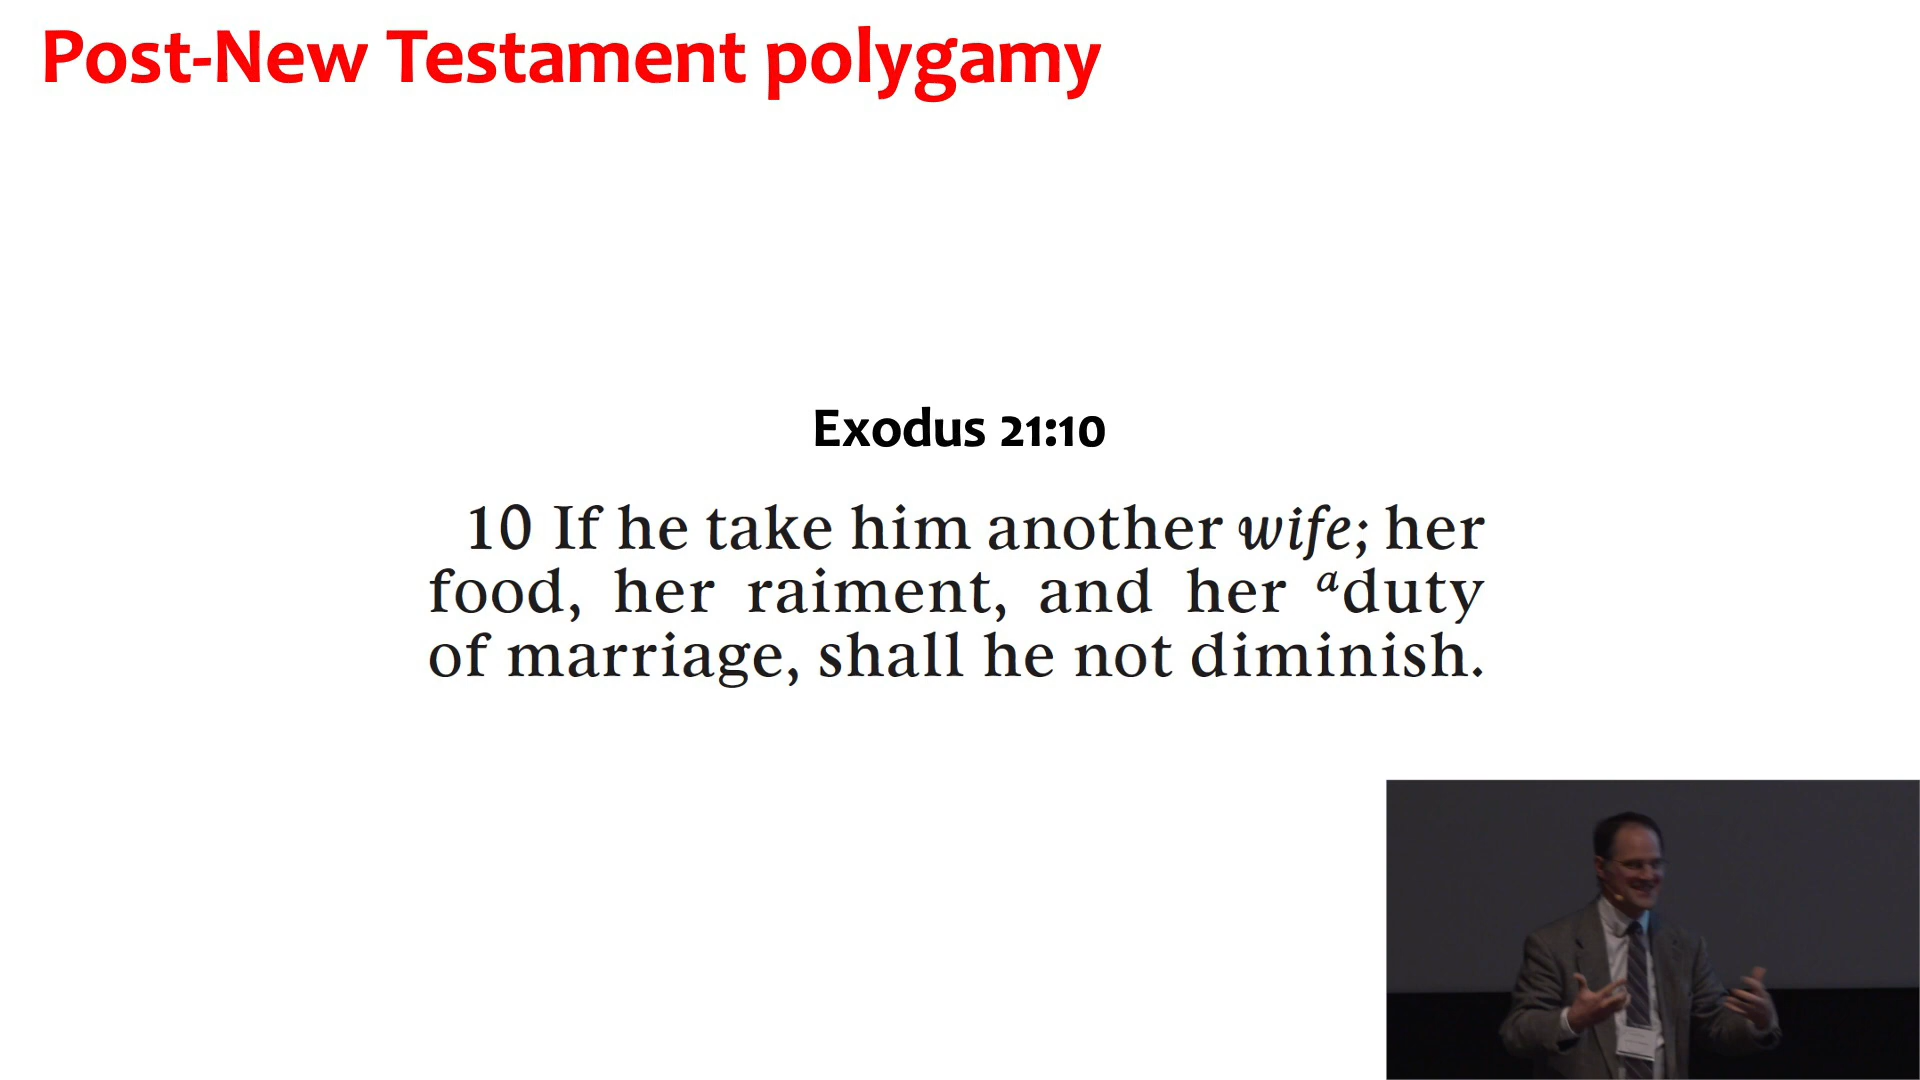 Post-New Testament polygamy
Exodus 21:10
10 If he take him another wife; her
food, her raiment, and her ᵃduty
of marriage, shall he not diminish.